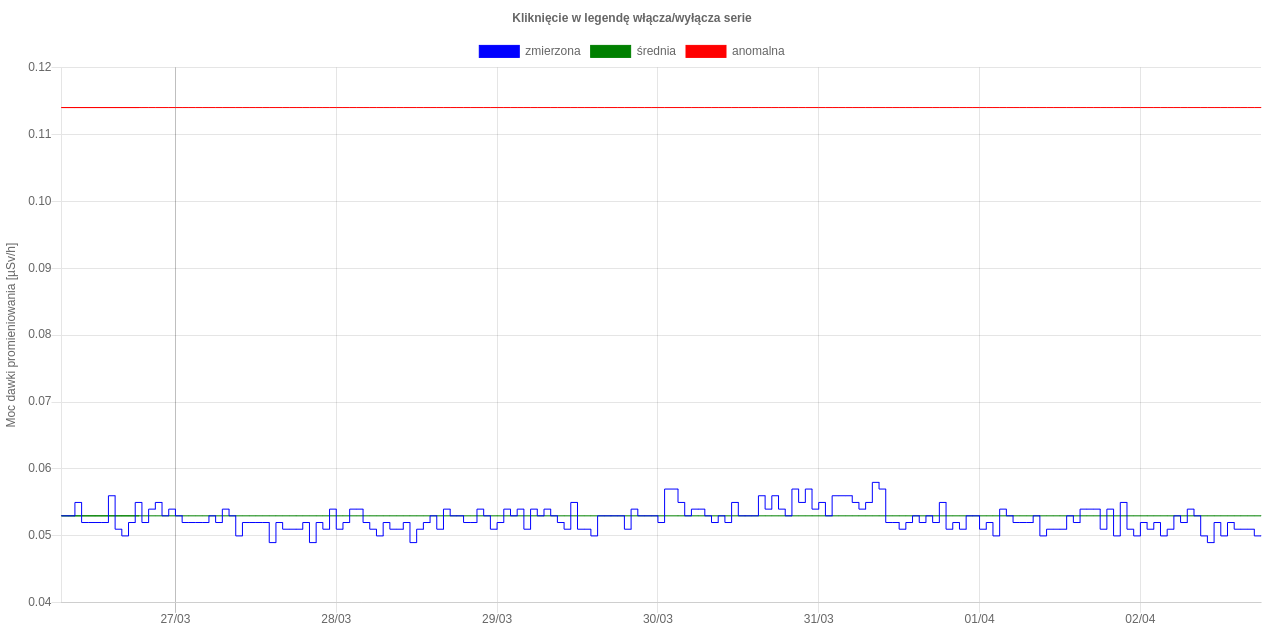 Kliknięcie w legendę włącza/wyłącza serie
zmierzona średnia anomalna
Moc dawki promieniowania [µSv/h]
0.12
0.11
0.10
0.09
0.08
0.07
0.06
0.05
0.04
27/03 28/03 29/03 30/03 31/03 01/04 02/04